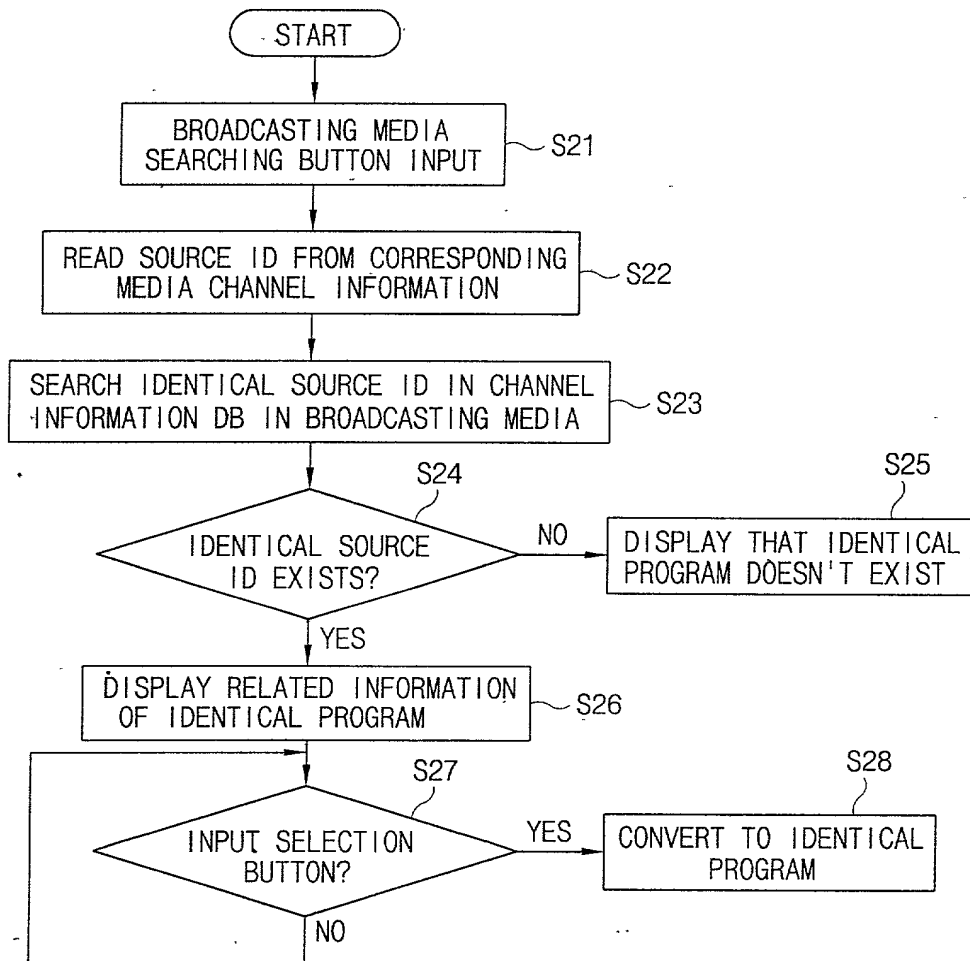 START
BROADCASTING MEDIA
SEARCHING BUTTON INPUT
S21
READ SOURCE ID FROM CORRESPONDING
MEDIA CHANNEL INFORMATION
S22
SEARCH IDENTICAL SOURCE ID IN CHANNEL
INFORMATION DB IN BROADCASTING MEDIA
S23
S24
IDENTICAL SOURCE
ID EXISTS?
NO
S25
DISPLAY THAT IDENTICAL
PROGRAM DOESN'T EXIST
YES
DISPLAY RELATED INFORMATION
OF IDENTICAL PROGRAM
S26
S27
INPUT SELECTION
BUTTON?
YES
S28
CONVERT TO IDENTICAL
PROGRAM
NO